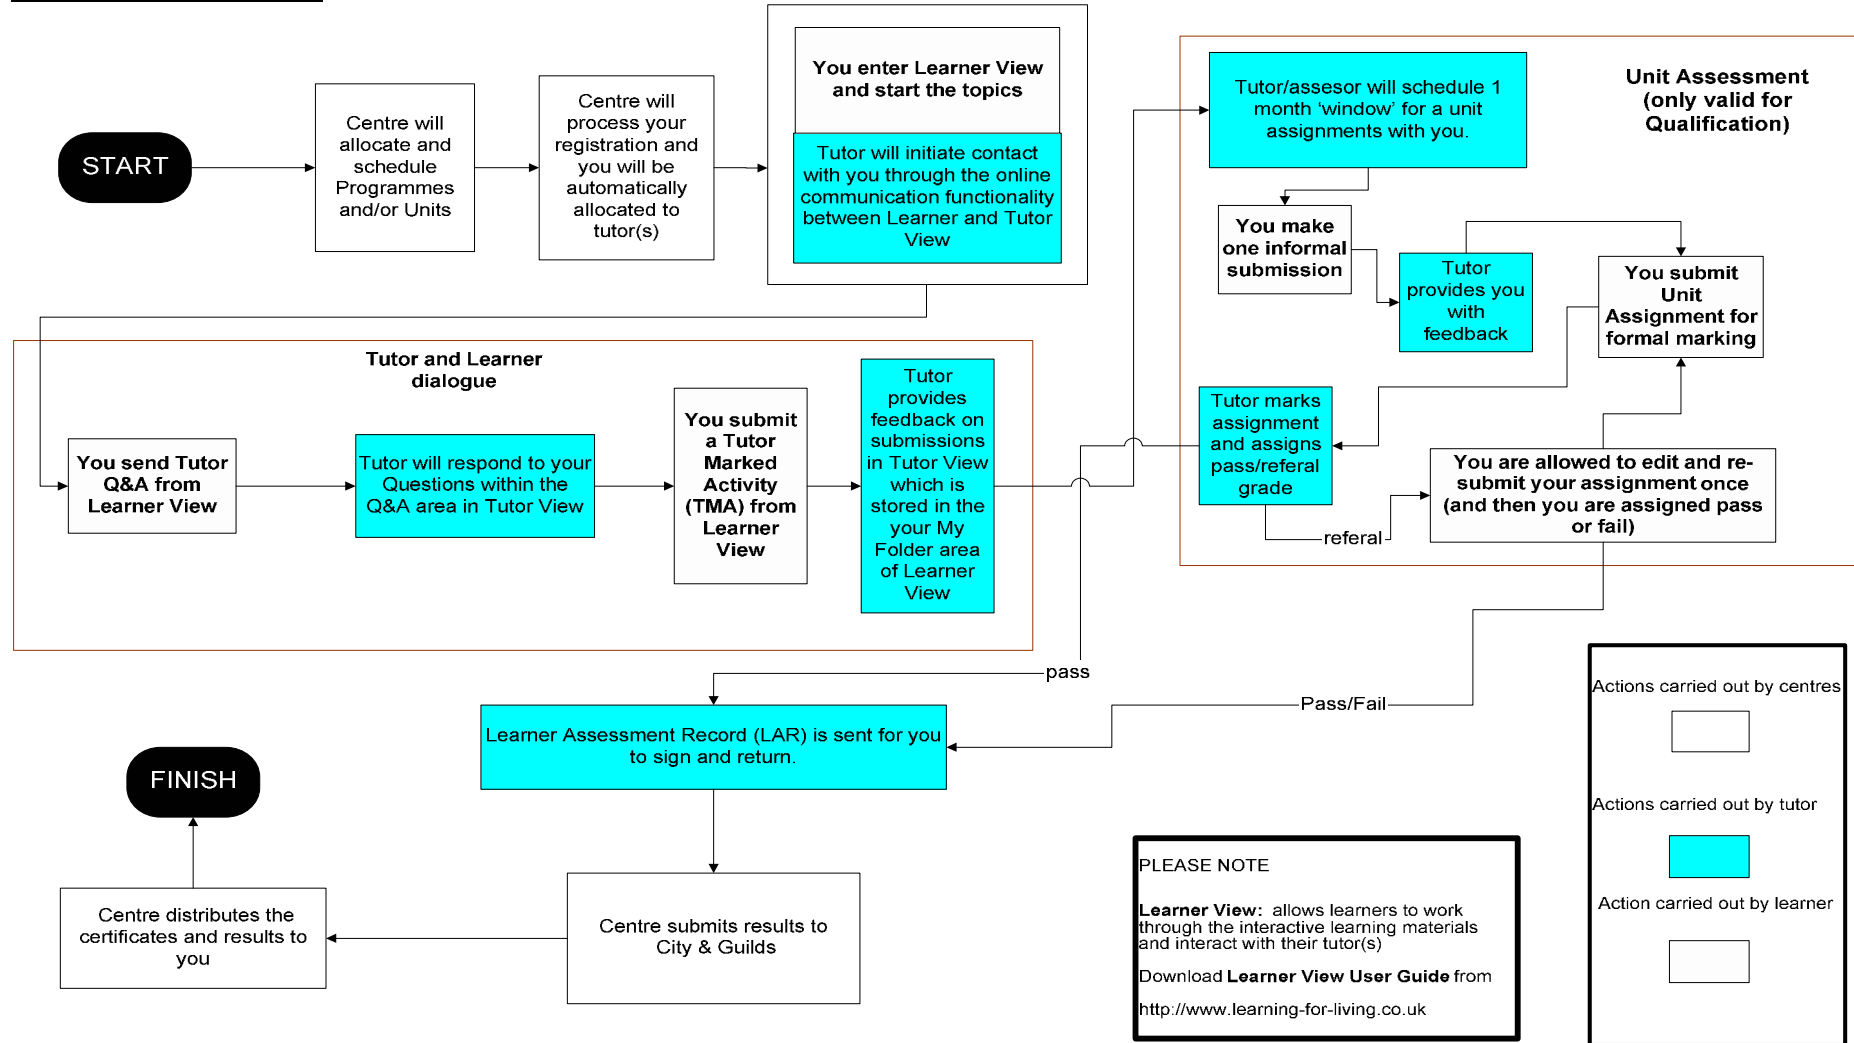 START
Centre will
allocate and
schedule
Programmes
and/or Units
Centre will
process your
registration and
you will be
automatically
allocated to
tutor(s)
You enter Learner View
and start the topics
Tutor will initiate contact
with you through the online
communication functionality
between Learner and Tutor
View
Unit Assessment
(only valid for
Qualification)
Tutor/assesor will schedule 1
month ‘window’ for a unit
assignments with you.
You make
one informal
submission
Tutor
provides you
with
feedback
You submit
Unit
Assignment for
formal marking
Tutor marks
assignment
and assigns
pass/referal
grade
referal
You are allowed to edit and re-
submit your assignment once
(and then you are assigned pass
or fail)
Tutor and Learner
dialogue
You send Tutor
Q&A from
Learner View
Tutor will respond to your
Questions within the
Q&A area in Tutor View
You submit
a Tutor
Marked
Activity
(TMA) from
Learner
View
Tutor
provides
feedback on
submissions
in Tutor View
which is
stored in the
your My
Folder area
of Learner
View
pass
Pass/Fail
Learner Assessment Record (LAR) is sent for you
to sign and return.
Centre submits results to
City & Guilds
Centre distributes the
certificates and results to
you
FINISH
PLEASE NOTE
Learner View: allows learners to work
through the interactive learning materials
and interact with their tutor(s)
Download Learner View User Guide from
http://www.learning-for-living.co.uk
Actions carried out by centres
Actions carried out by tutor
Action carried out by learner